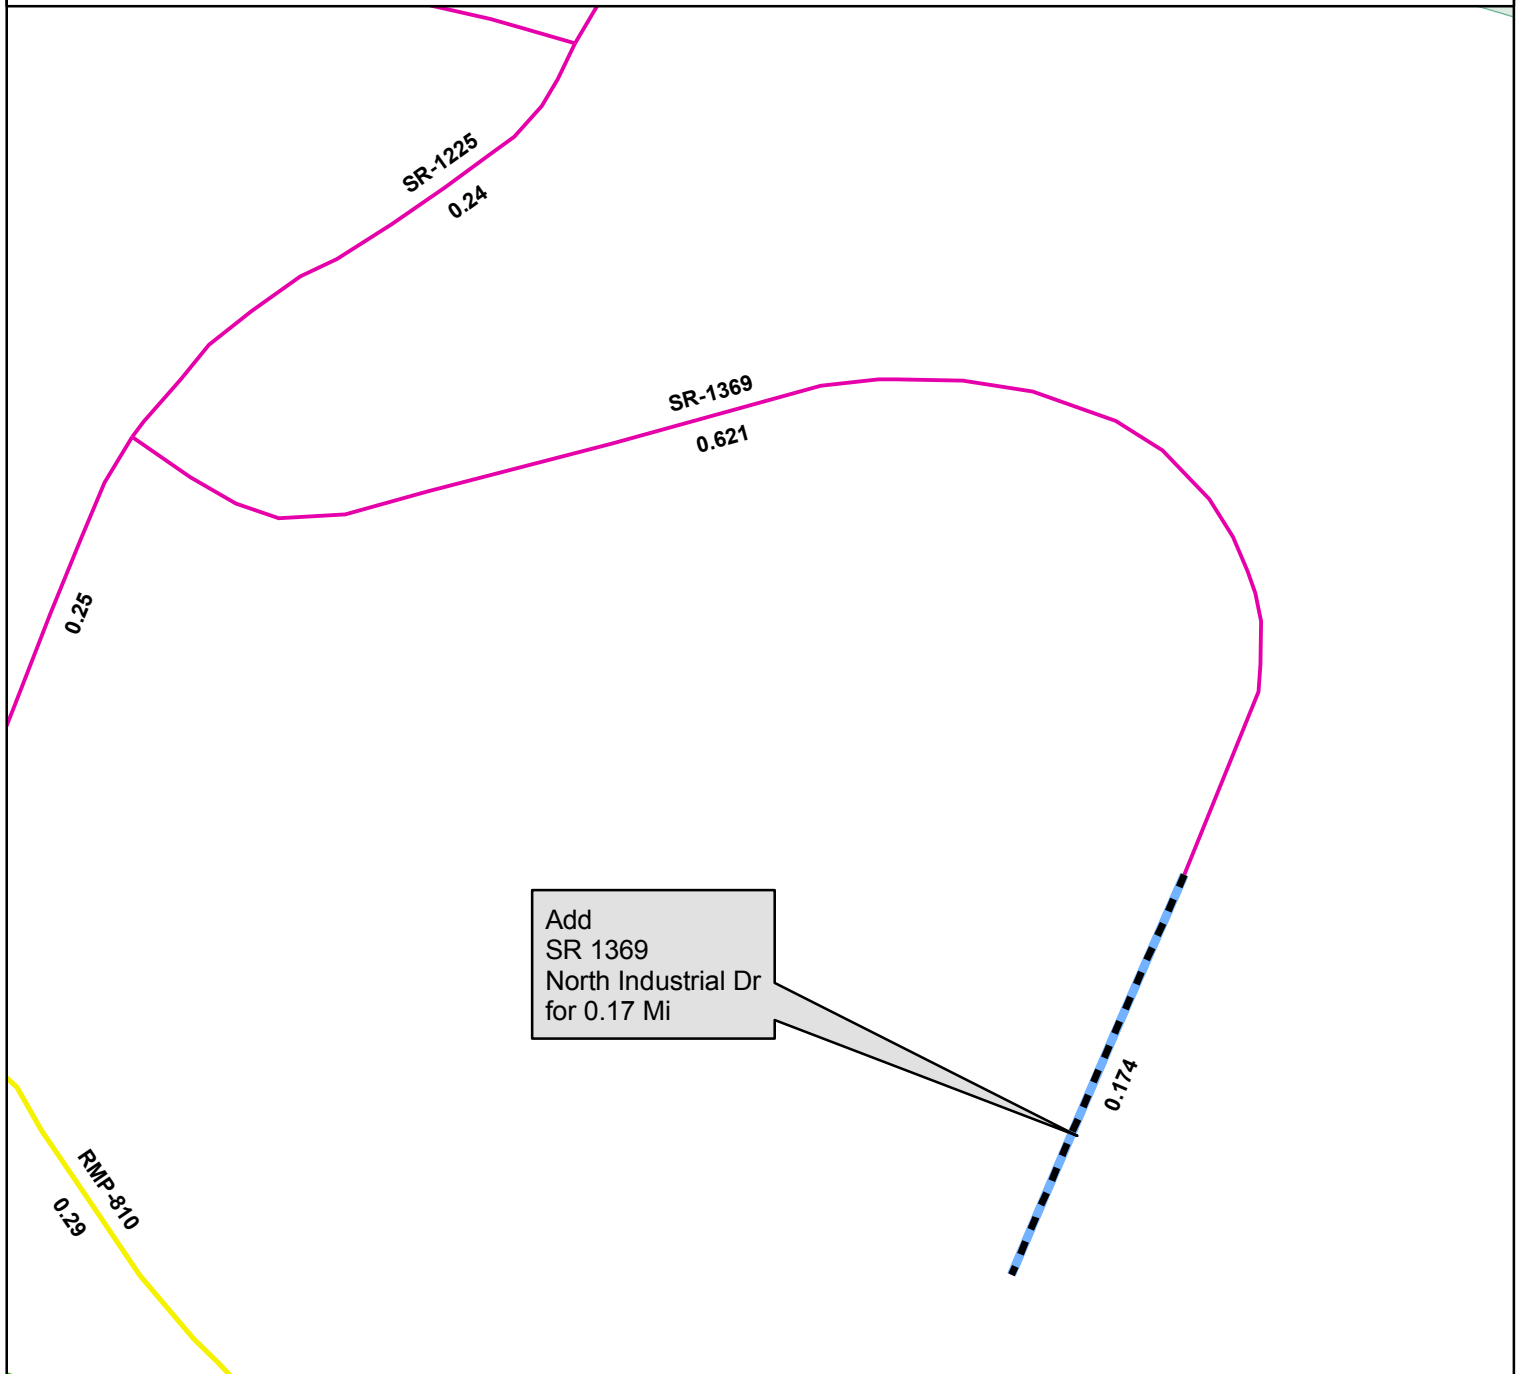 SR-1225
0.24
SR-1369
0.621
0.25
Add
SR 1369
North Industrial Dr
for 0.17 Mi
0.174
RMP-810
0.29